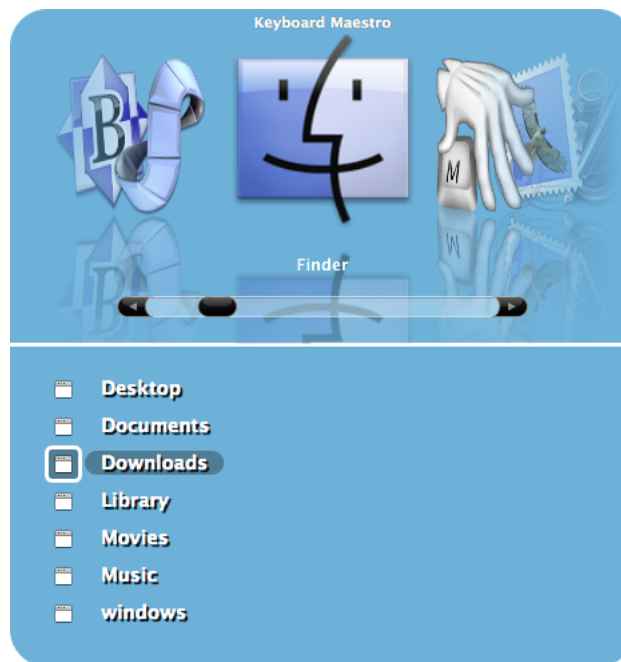 Keyboard Maestro
B
M
Finder
Desktop
Documents
Downloads
Library
Movies
Music
windows